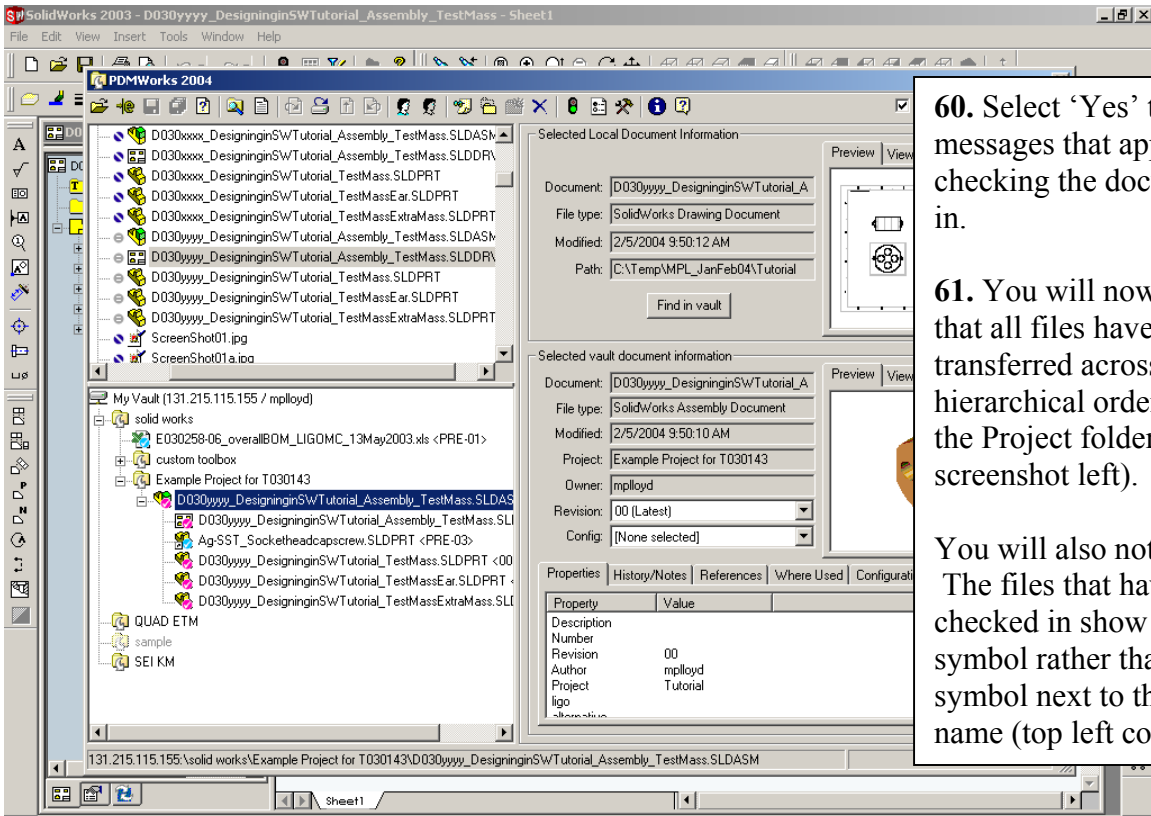 SolidWorks 2003 - D030yyyy_DesigninginSWTutorial_Assembly_TestMass - Sheet1
File Edit View Insert Tools Window Help
PDMWorks 2004
D030xxxx_DesigninginSWTutorial_Assembly_TestMass.SLDASM
D030xxxx_DesigninginSWTutorial_Assembly_TestMass.SLDDR
D030xxxx_DesigninginSWTutorial_TestMass.SLDPRT
D030xxxx_DesigninginSWTutorial_TestMassEar.SLDPRT
D030xxxx_DesigninginSWTutorial_TestMassExtraMass.SLDPRT
D030yyyy_DesigninginSWTutorial_Assembly_TestMass.SLDASM
D030yyyy_DesigninginSWTutorial_Assembly_TestMass.SLDDR
D030yyyy_DesigninginSWTutorial_TestMass.SLDPRT
D030yyyy_DesigninginSWTutorial_TestMassEar.SLDPRT
D030yyyy_DesigninginSWTutorial_TestMassExtraMass.SLDPRT
ScreenShot01.jpg
ScreenShot01a.jpg
My Vault (131.215.115.155 / mplloyd)
solid works
E030258-06_overallBOM_LIGOMC_13May2003.xls <PRE-01>
custom toolbox
Example Project for T030143
D030yyyy_DesigninginSWTutorial_Assembly_TestMass.SLDAS
D030yyyy_DesigninginSWTutorial_Assembly_TestMass.SLI
Ag-SST_Socketheadcapscrew.SLDPRT <PRE-03>
D030yyyy_DesigninginSWTutorial_TestMass.SLDPRT <00
D030yyyy_DesigninginSWTutorial_TestMassEar.SLDPRT <
D030yyyy_DesigninginSWTutorial_TestMassExtraMass.SLI
QUAD ETM
sample
SEI KM
131.215.115.155:\solid works\Example Project for T030143\D030yyyy_DesigninginSWTutorial_Assembly_TestMass.SLDASM
Sheet1
Selected Local Document Information
Document: D030yyyy_DesigninginSWTutorial_A
File type: SolidWorks Drawing Document
Modified: 2/5/2004 9:50:12 AM
Path: C:\Temp\MPL_JanFeb04\Tutorial
Find in vault
Preview View
Selected vault document information
Document: D030yyyy_DesigninginSWTutorial_A
File type: SolidWorks Assembly Document
Modified: 2/5/2004 9:50:10 AM
Project: Example Project for T030143
Owner: mplloyd
Revision: 00 (Latest)
Config: [None selected]
Preview View
Properties History/Notes References Where Used Configurati
Property Value
Description
Number
Revision 00
Author mplloyd
Project Tutorial
ligo
alternative
60. Select ‘Yes’ t
messages that app
checking the doc
in.
61. You will now
that all files have
transferred across
hierarchical order
the Project folder
screenshot left).
You will also not
The files that hav
checked in show
symbol rather tha
symbol next to th
name (top left co